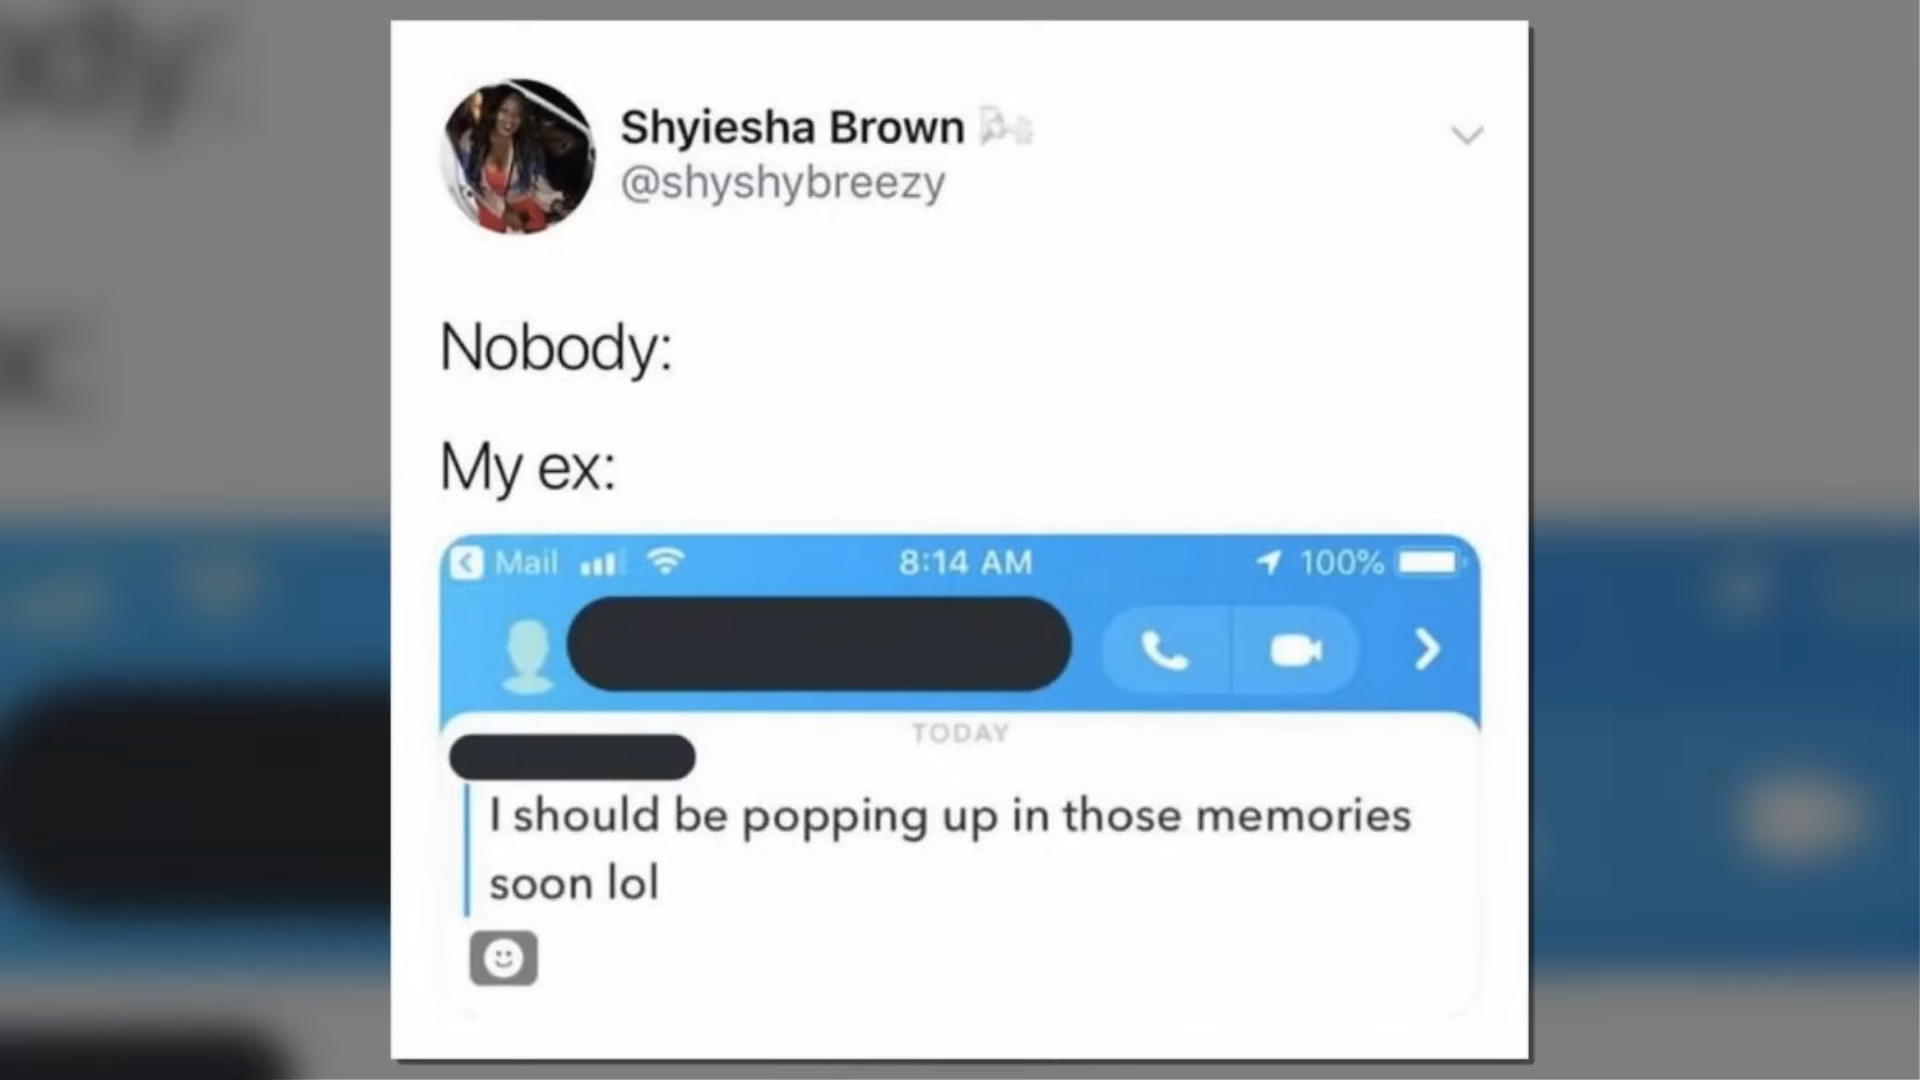 Shyiesha Brown
@shyshybreezy
Nobody:
My ex:
Mail 8:14 AM 100%
TODAY
I should be popping up in those memories
soon lol